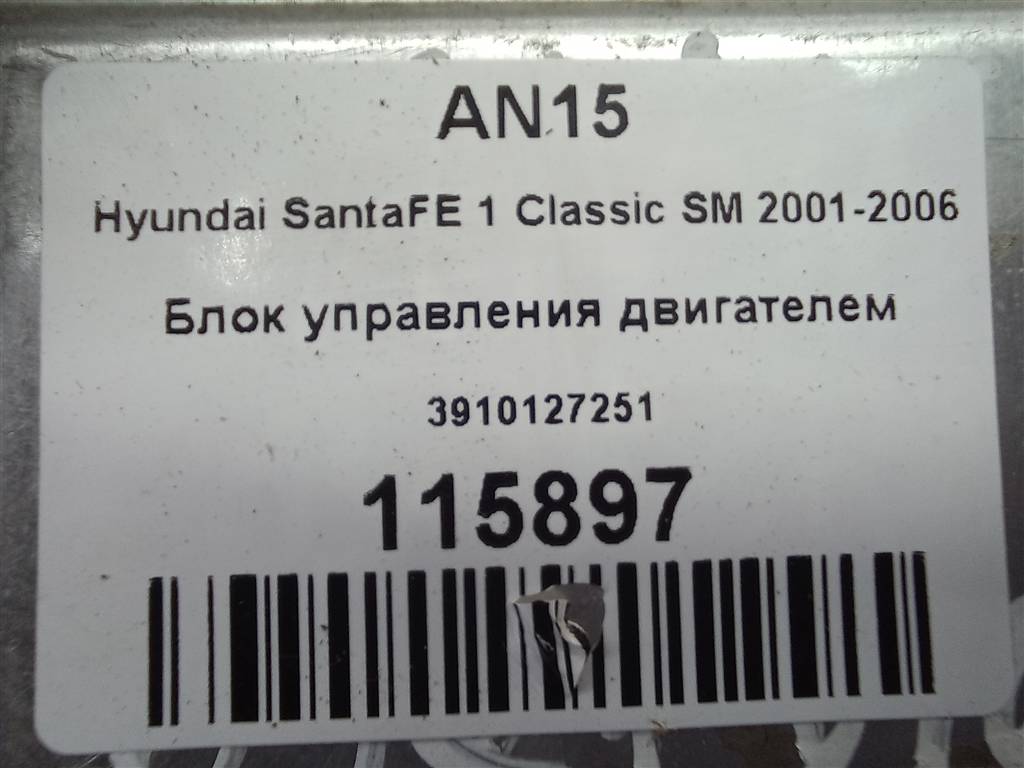 AN15
Hyundai SantaFE 1 Classic SM 2001-2006
Блок управления двигателем
3910127251
115897